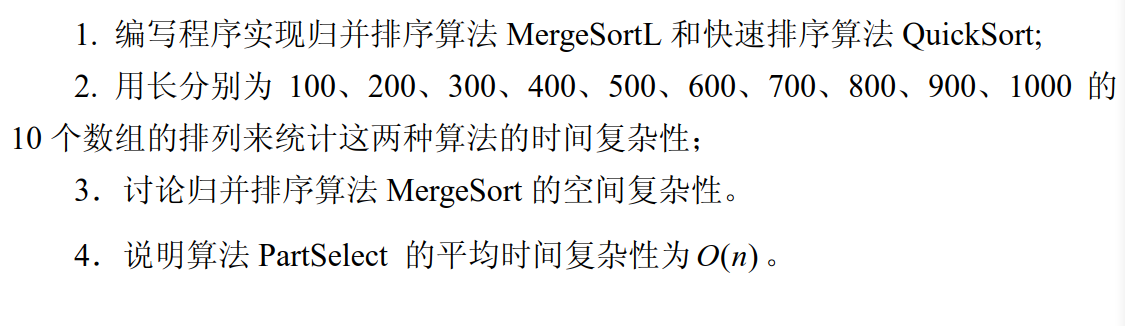 1. 编写程序实现归并排序算法 MergeSortL 和快速排序算法 QuickSort;
2. 用长分别为 100、200、300、400、500、600、700、800、900、1000 的
10 个数组的排列来统计这两种算法的时间复杂性；
3．讨论归并排序算法 MergeSort 的空间复杂性。
4．说明算法 PartSelect 的平均时间复杂性为 O(n) 。